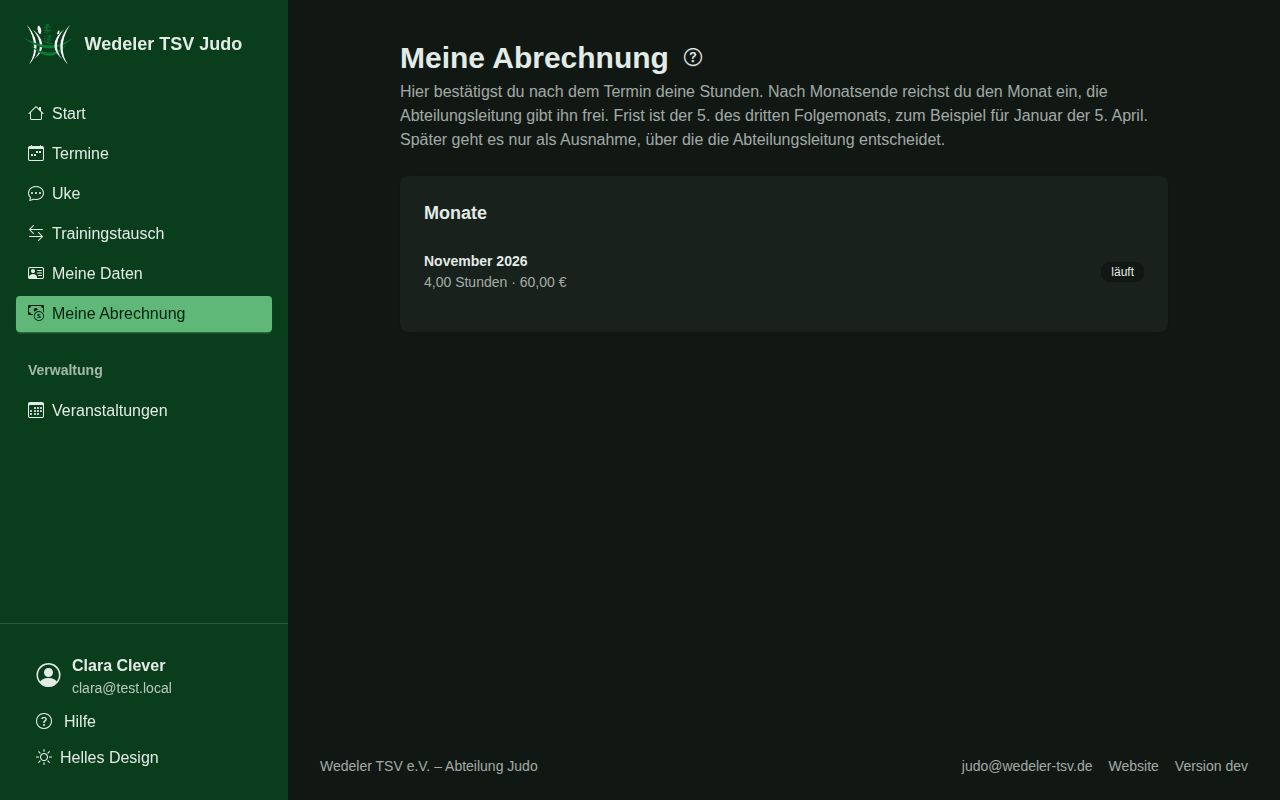 Wedeler TSV Judo
Start
Termine
Uke
Trainingstausch
Meine Daten
Meine Abrechnung
Verwaltung
Veranstaltungen
Clara Clever
clara@test.local
Hilfe
Helles Design
Meine Abrechnung
Hier bestätigst du nach dem Termin deine Stunden. Nach Monatsende reichst du den Monat ein, die
Abteilungsleitung gibt ihn frei. Frist ist der 5. des dritten Folgemonats, zum Beispiel für Januar der 5. April.
Später geht es nur als Ausnahme, über die die Abteilungsleitung entscheidet.
Monate
November 2026
4,00 Stunden · 60,00 €
läuft
Wedeler TSV e.V. – Abteilung Judo
judo@wedeler-tsv.de Website Version dev